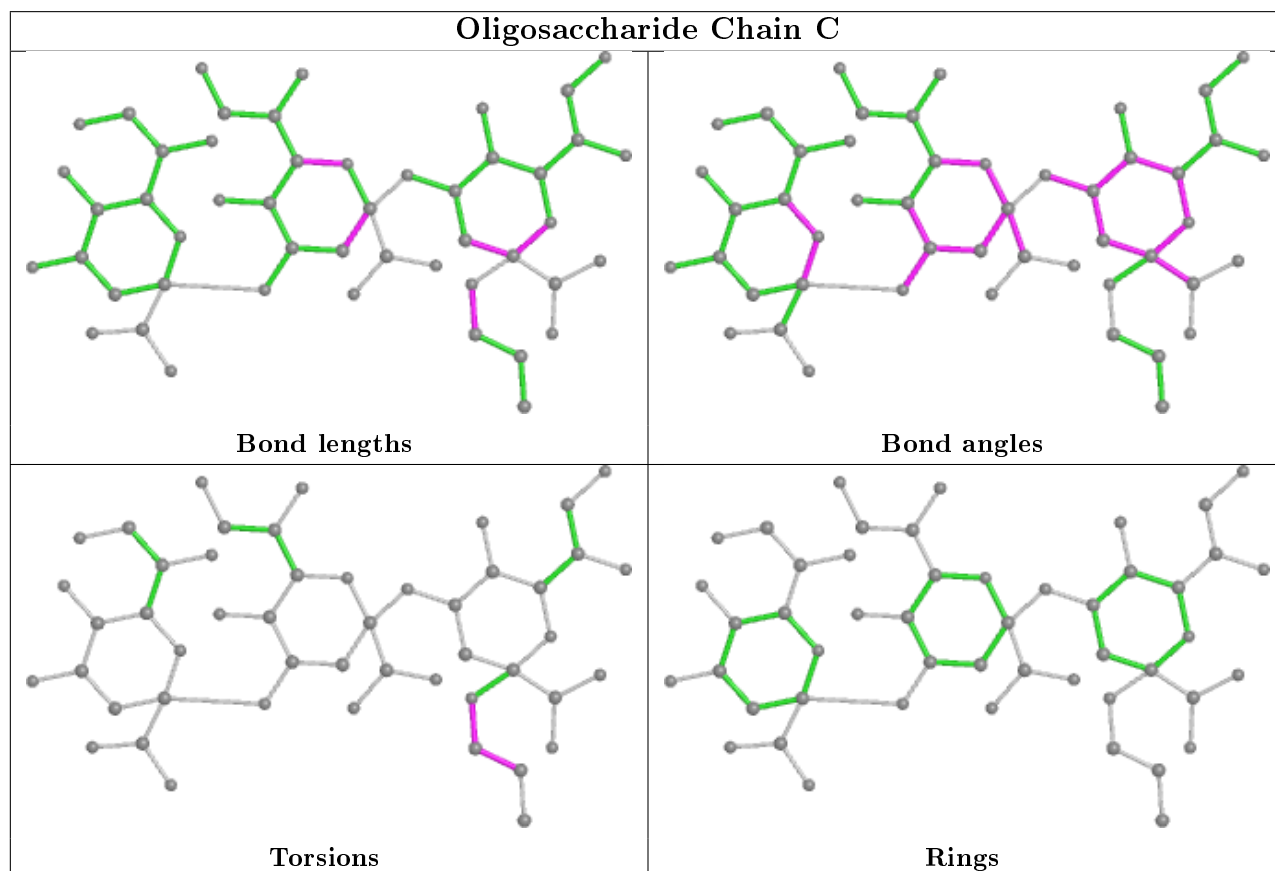 Oligosaccharide Chain C
Bond lengths
Bond angles
Torsions
Rings